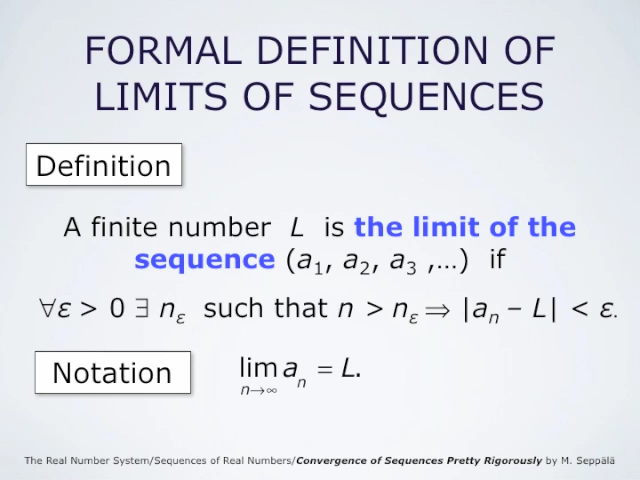 FORMAL DEFINITION OF
LIMITS OF SEQUENCES
Definition
A finite number L is the limit of the
sequence (a₁, a₂, a₃ ,…) if
∀ε > 0 ∃ nε such that n > nε ⇒ |aₙ – L| < ε.
Notation
lim aₙ = L.
n→∞
The Real Number System/Sequences of Real Numbers/Convergence of Sequences Pretty Rigorously by M. Seppälä